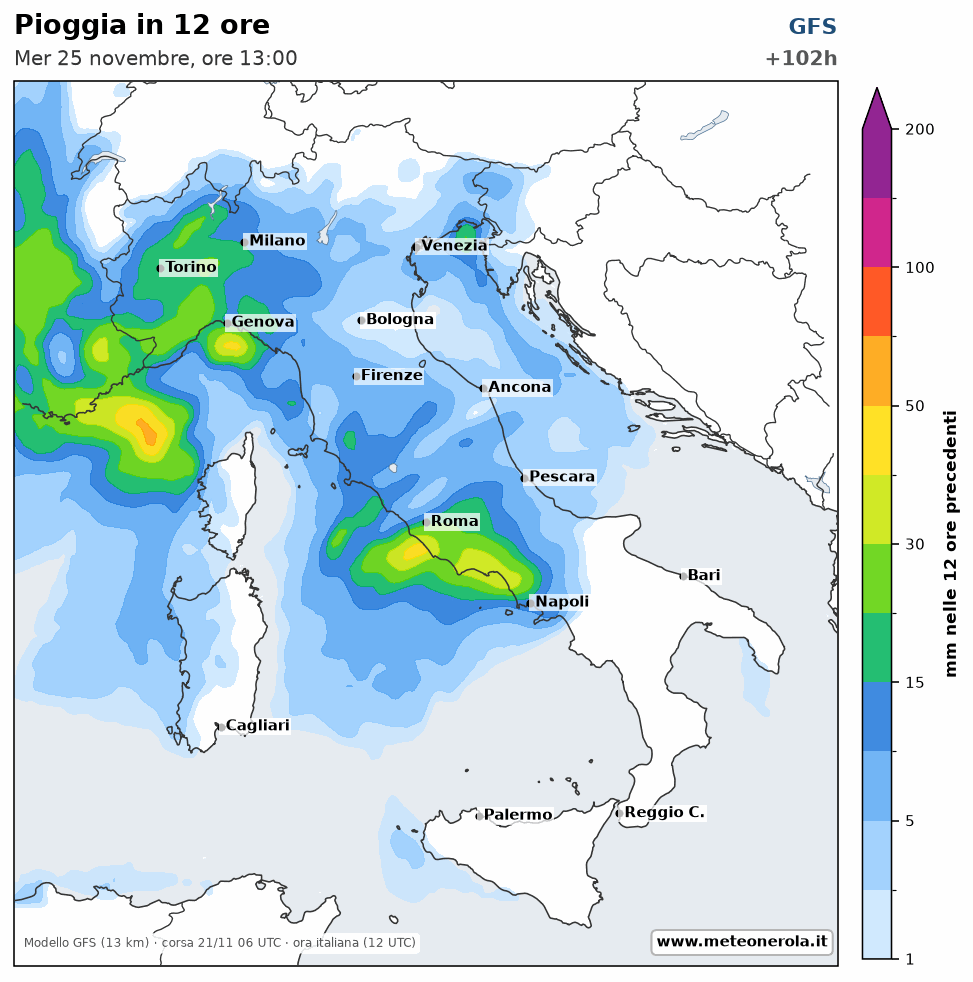 Pioggia in 12 ore
GFS
Mer 25 novembre, ore 13:00
+102h
200
100
50
30
15
5
1
mm nelle 12 ore precedenti
Milano
Venezia
Torino
Genova
Bologna
Firenze
Ancona
Pescara
Roma
Bari
Napoli
Cagliari
Palermo
Reggio C.
Modello GFS (13 km) · corsa 21/11 06 UTC · ora italiana (12 UTC)
www.meteonerola.it